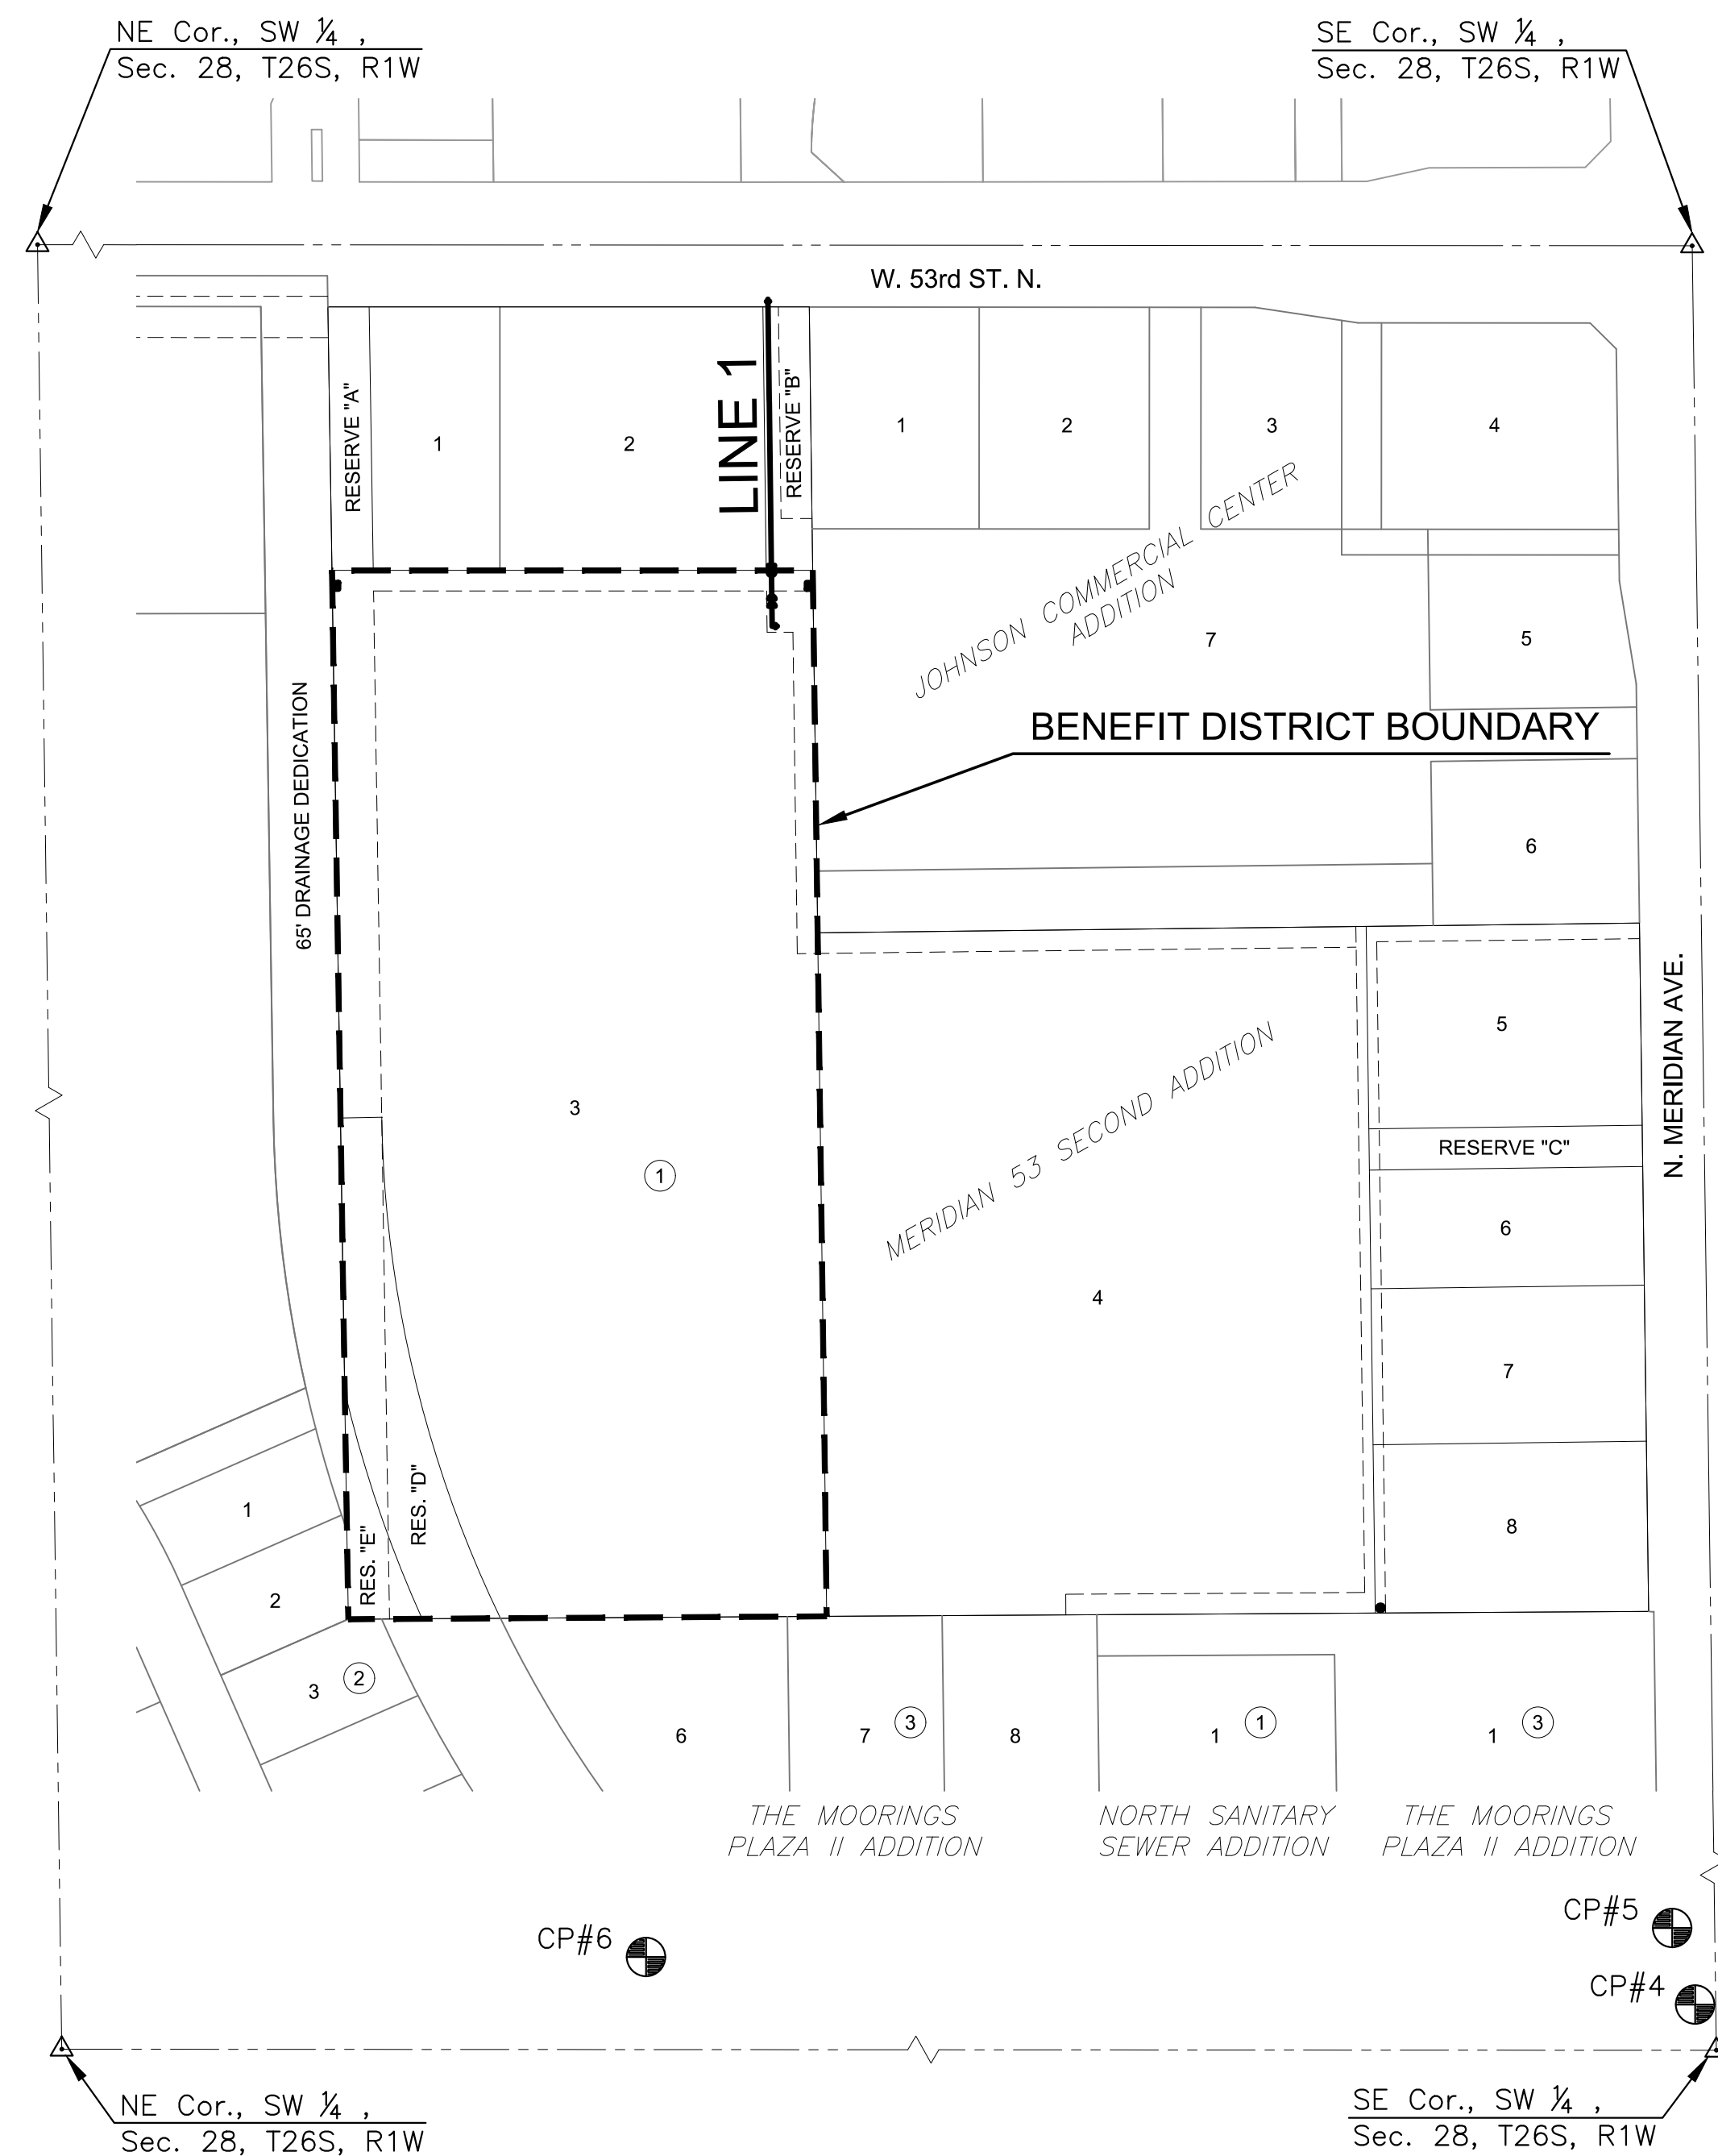 NE Cor., SW ¼ ,
Sec. 28, T26S, R1W
SE Cor., SW ¼ ,
Sec. 28, T26S, R1W
W. 53rd ST. N.
RESERVE "A"
1
2
LINE 1
RESERVE "B"
1
2
3
4
JOHNSON COMMERCIAL CENTER
ADDITION
7
5
BENEFIT DISTRICT BOUNDARY
65' DRAINAGE DEDICATION
6
N. MERIDIAN AVE.
3
1
MERIDIAN 53 SECOND ADDITION
4
5
RESERVE "C"
6
7
8
RES. "D"
RES. "E"
1
2
3
2
6
7
3
8
1
1
1
3
THE MOORINGS
PLAZA II ADDITION
NORTH SANITARY
SEWER ADDITION
THE MOORINGS
PLAZA II ADDITION
CP#6
CP#5
CP#4
NE Cor., SW ¼ ,
Sec. 28, T26S, R1W
SE Cor., SW ¼ ,
Sec. 28, T26S, R1W